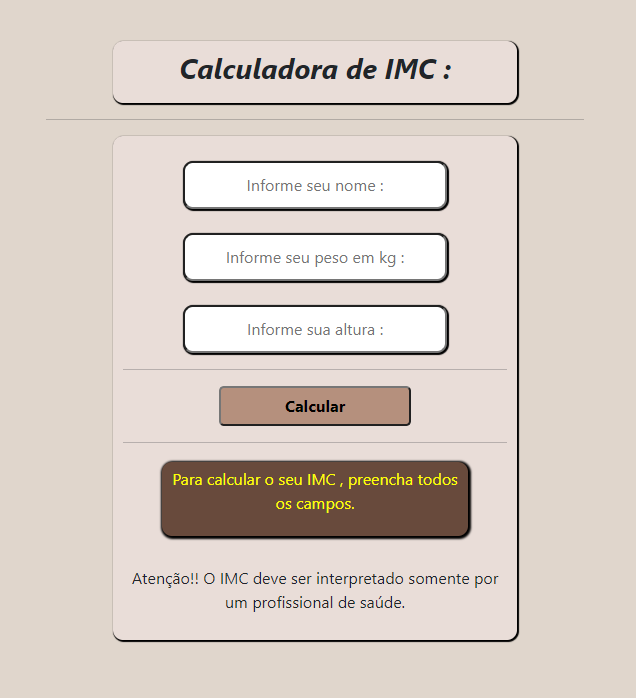 Calculadora de IMC :
Informe seu nome :
Informe seu peso em kg :
Informe sua altura :
Calcular
Para calcular o seu IMC , preencha todos
os campos.
Atenção!! O IMC deve ser interpretado somente por
um profissional de saúde.